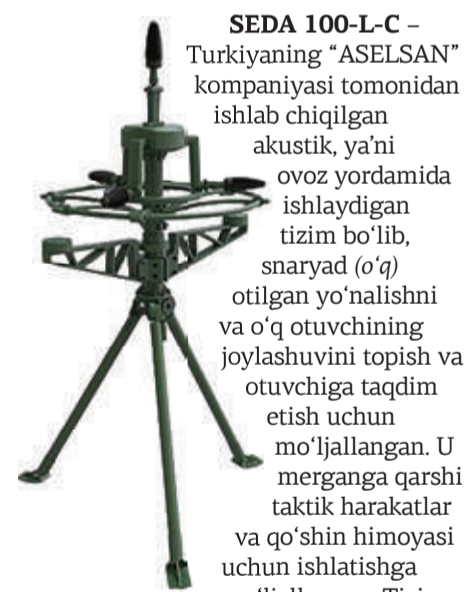 SEDA 100-L-C –
Turkiyaning “ASELSAN”
kompaniyasi tomonidan
ishlab chiqilgan
akustik, ya’ni
ovoz yordamida
ishlaydigan
tizim bo‘lib,
snaryad (o‘q)
otilgan yo‘nalishni
va o‘q otuvchining
joylashuvini topish va
otuvchiga taqdim
etish uchun
mo‘ljallangan. U
merganga qarshi
taktik harakatlar
va qo‘shin himoyasi
uchun ishlatishga